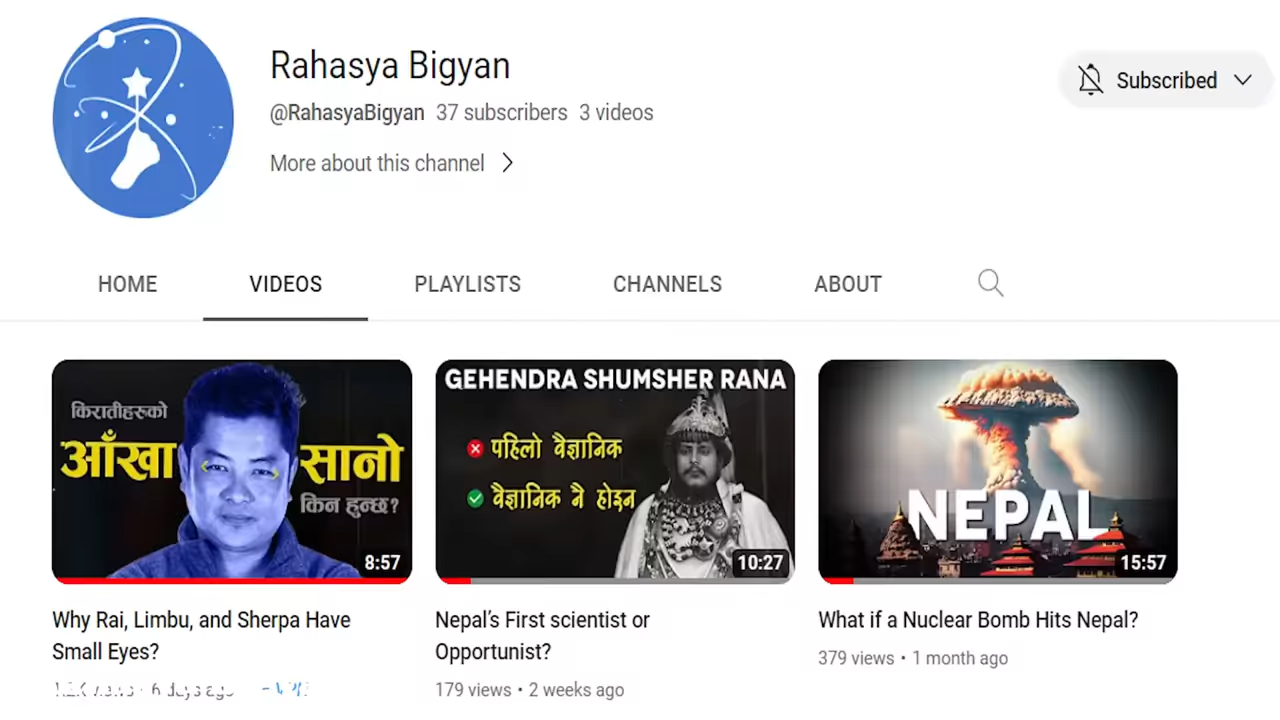 Rahasya Bigyan
@RahasyaBigyan 37 subscribers 3 videos
Subscribed
More about this channel
HOME VIDEOS PLAYLISTS CHANNELS ABOUT
किरातीहरुको
आँखा सानो
किन हुन्छ?
8:57
GEHENDRA SHUMSHER RANA
पहिलो वैज्ञानिक
वैज्ञानिक नै होइन
10:27
NEPAL
15:57
Why Rai, Limbu, and Sherpa Have
Small Eyes?
6 days ago
Nepal’s First scientist or
Opportunist?
179 views • 2 weeks ago
What if a Nuclear Bomb Hits Nepal?
379 views • 1 month ago